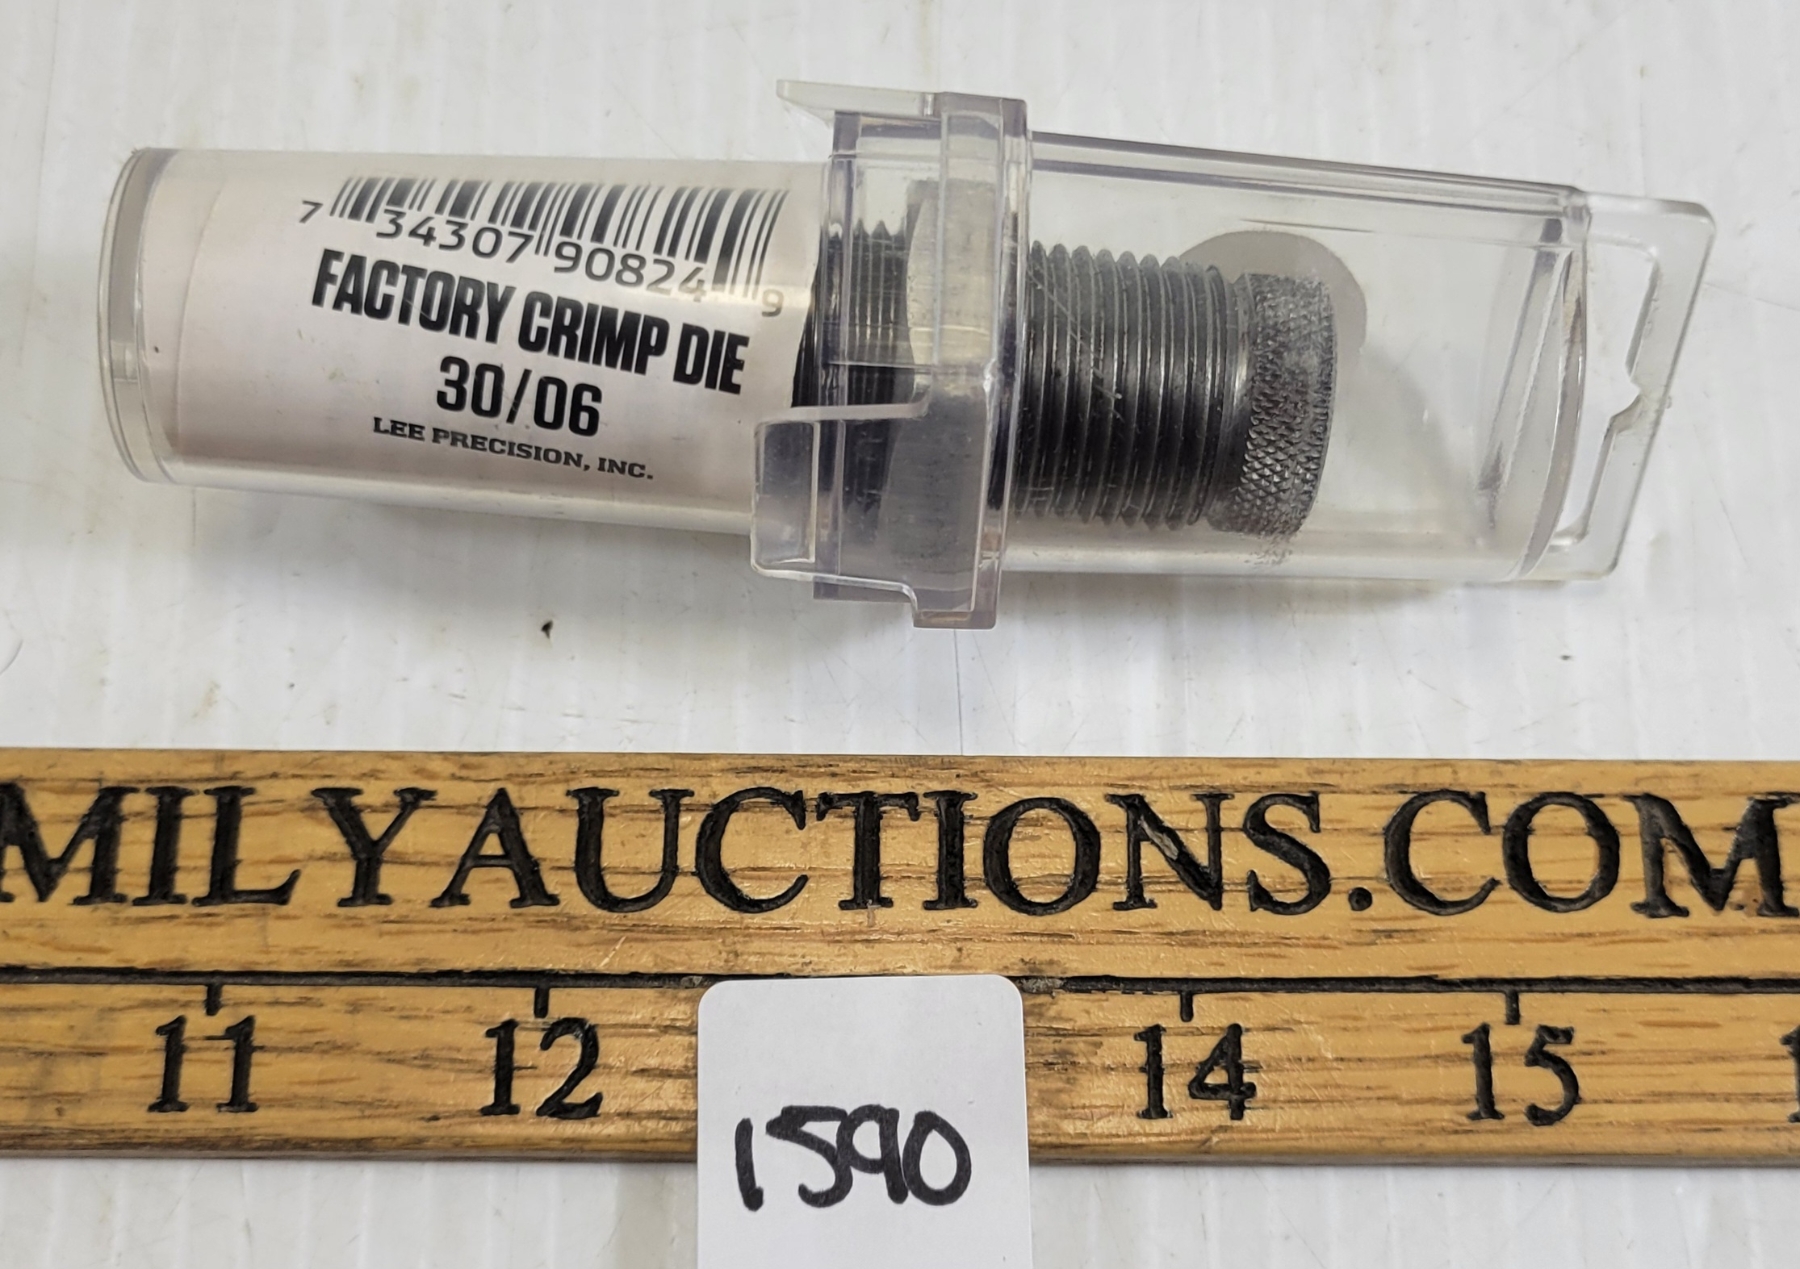 7 34307 90824 9
FACTORY CRIMP DIE
30/06
LEE PRECISION, INC.
MILYAUCTIONS.COM
11 12 14 15
1590